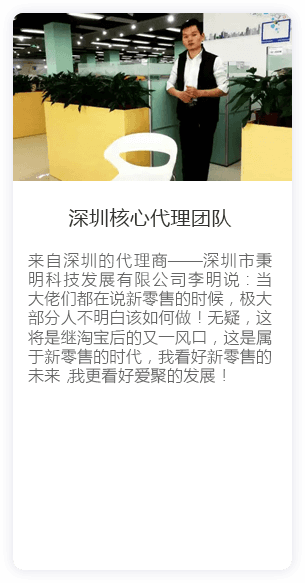 深圳核心代理团队
来自深圳的代理商——深圳市秉
明科技发展有限公司李明说：当
大佬们都在说新零售的时候，极大
部分人不明白该如何做！无疑，这
将是继淘宝后的又一风口，这是属
于新零售的时代，我看好新零售的
未来,我更看好爱聚的发展！